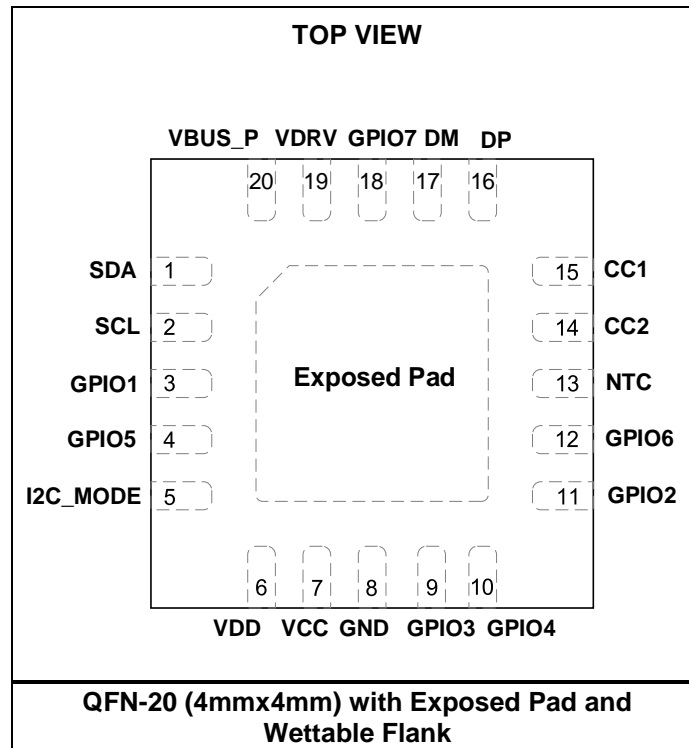 TOP VIEW
VBUS_P VDRV GPIO7 DM DP
20 19 18 17 16
SDA 1 15 CC1
SCL 2 14 CC2
GPIO1 3 Exposed Pad 13 NTC
GPIO5 4 12 GPIO6
I2C_MODE 5 11 GPIO2
6 7 8 9 10
VDD VCC GND GPIO3 GPIO4
QFN-20 (4mmx4mm) with Exposed Pad and
Wettable Flank